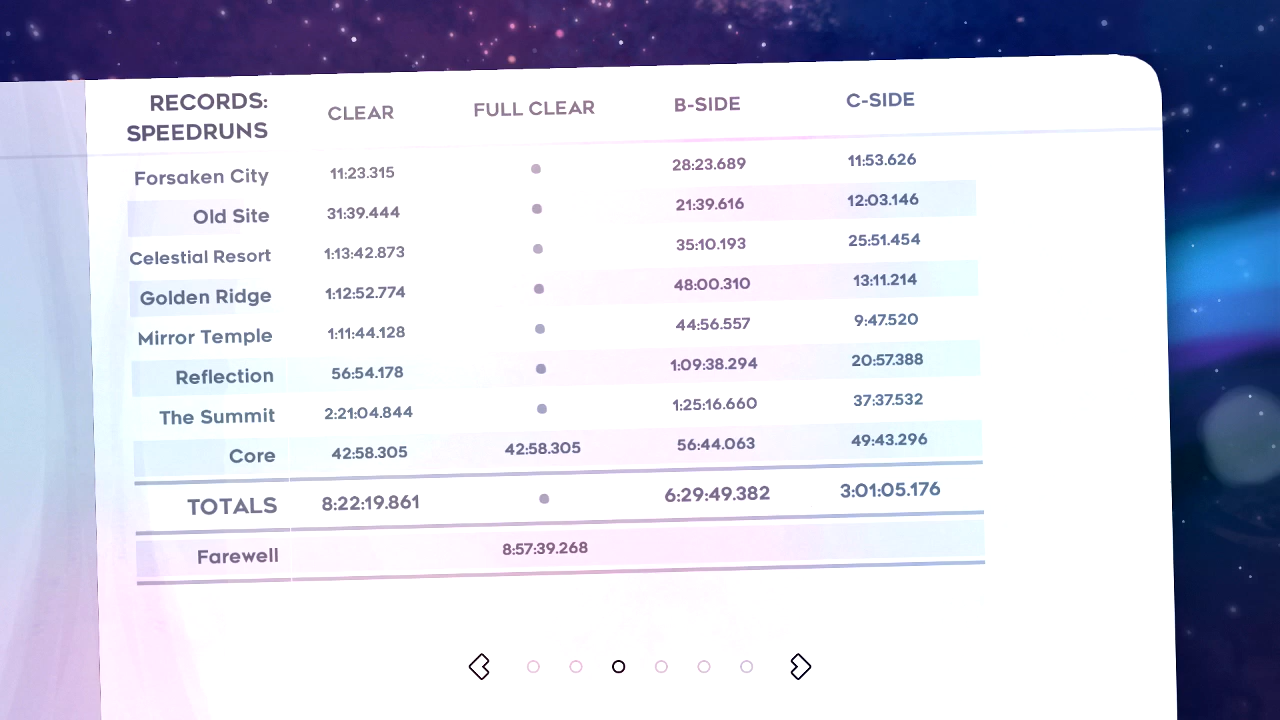 RECORDS: SPEEDRUNS CLEAR FULL CLEAR B-SIDE C-SIDE
Forsaken City 11:23.315 28:23.689 11:53.626
Old Site 31:39.444 21:39.616 12:03.146
Celestial Resort 1:13:42.873 35:10.193 25:51.454
Golden Ridge 1:12:52.774 48:00.310 13:11.214
Mirror Temple 1:11:44.128 44:56.557 9:47.520
Reflection 56:54.178 1:09:38.294 20:57.388
The Summit 2:21:04.844 1:25:16.660 37:37.532
Core 42:58.305 42:58.305 56:44.063 49:43.296
TOTALS 8:22:19.861 6:29:49.382 3:01:05.176
Farewell 8:57:39.268